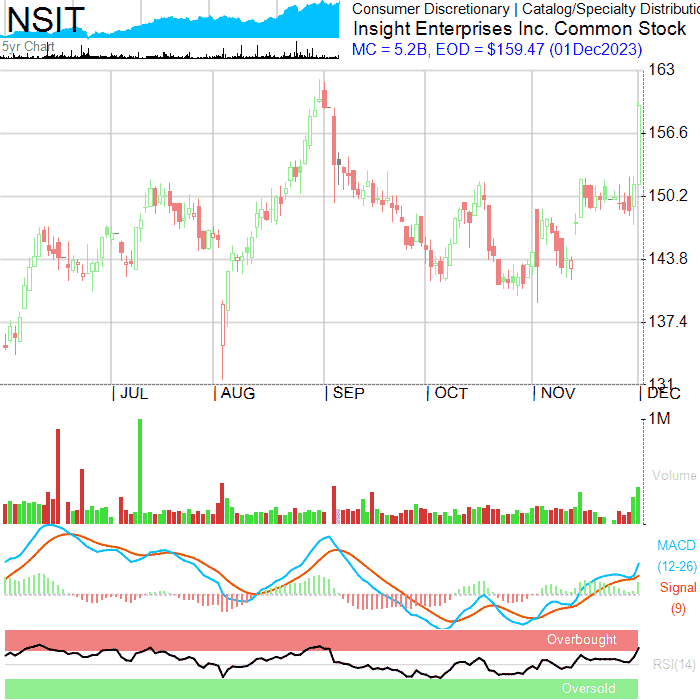 NSIT
Consumer Discretionary | Catalog/Specialty Distributio
Insight Enterprises Inc. Common Stock
5yr Chart
MC = 5.2B, EOD = $159.47 (01Dec2023)
163
156.6
150.2
143.8
137.4
131
| JUL | AUG | SEP | OCT | NOV | DEC
1M
Volume
MACD
(12-26)
Signal
(9)
Overbought
RSI(14)
Oversold